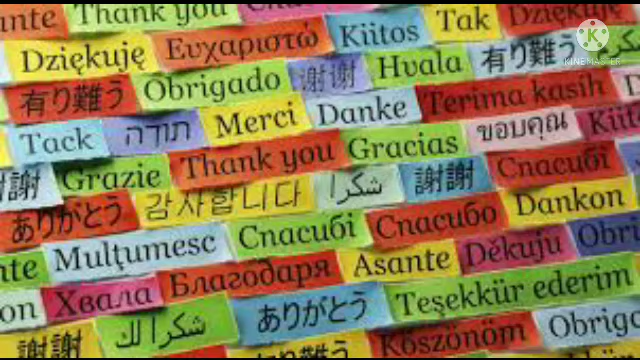 Thank you
Tak
Dziękuję
Ευχαριστώ
Kiitos
有り難う
KINEMASTER
有り難う
Obrigado
谢谢
Hvala
Terima kasih
Tack
תודה
Merci
Danke
Gracias
ขอบคุณ
Grazie
Thank you
شكرا
謝謝
Спасибі
ありがとう
감사합니다
Спасибі
Спасибо
Dankon
Mulţumesc
Asante
Děkuju
Хвала
Благодаря
Teşekkür ederim
謝謝
شكرا لك
ありがとう
Köszönöm